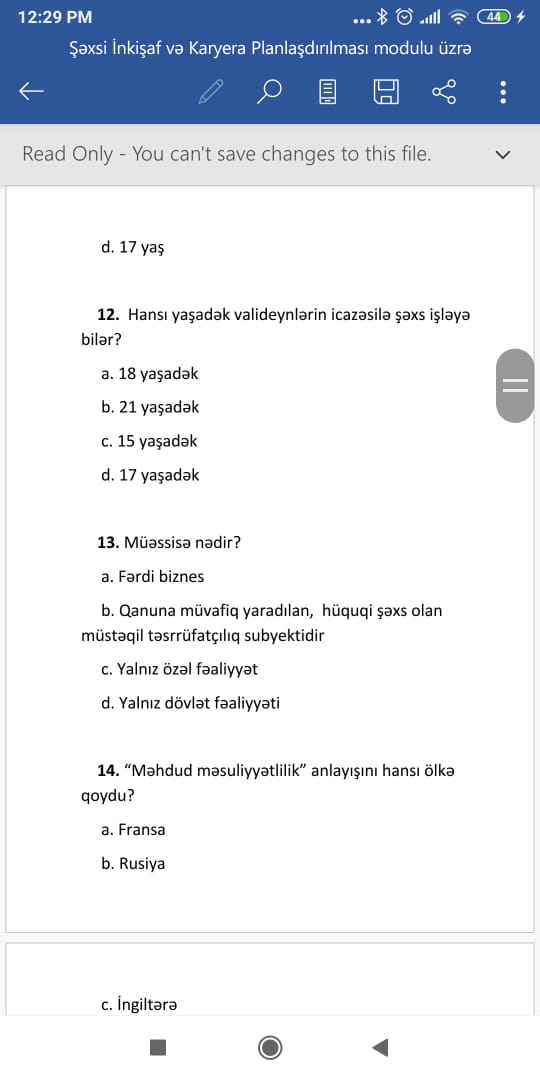 12:29 PM
44
Şəxsi İnkişaf və Karyera Planlaşdırılması modulu üzrə
Read Only - You can't save changes to this file.
d. 17 yaş
12. Hansı yaşadək valideynlərin icazəsilə şəxs işləyə
bilər?
a. 18 yaşadək
b. 21 yaşadək
c. 15 yaşadək
d. 17 yaşadək
13. Müəssisə nədir?
a. Fərdi biznes
b. Qanuna müvafiq yaradılan, hüquqi şəxs olan
müstəqil təsrrüfatçılıq subyektidir
c. Yalnız özəl fəaliyyət
d. Yalnız dövlət fəaliyyəti
14. “Məhdud məsuliyyətlilik” anlayışını hansı ölkə
qoydu?
a. Fransa
b. Rusiya
c. İngiltərə